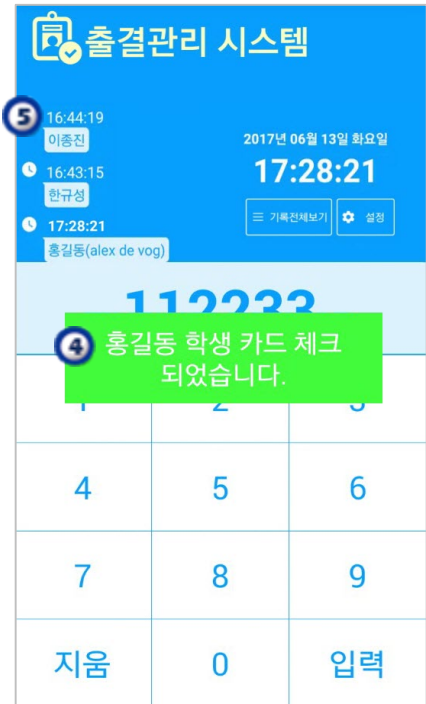 출결관리 시스템
5
16:44:19
이종진
16:43:15
한규성
17:28:21
홍길동(alex de vog)
2017년 06월 13일 화요일
17:28:21
기록전체보기
설정
112233
4
홍길동 학생 카드 체크
되었습니다.
1 2 3
4 5 6
7 8 9
지움 0 입력